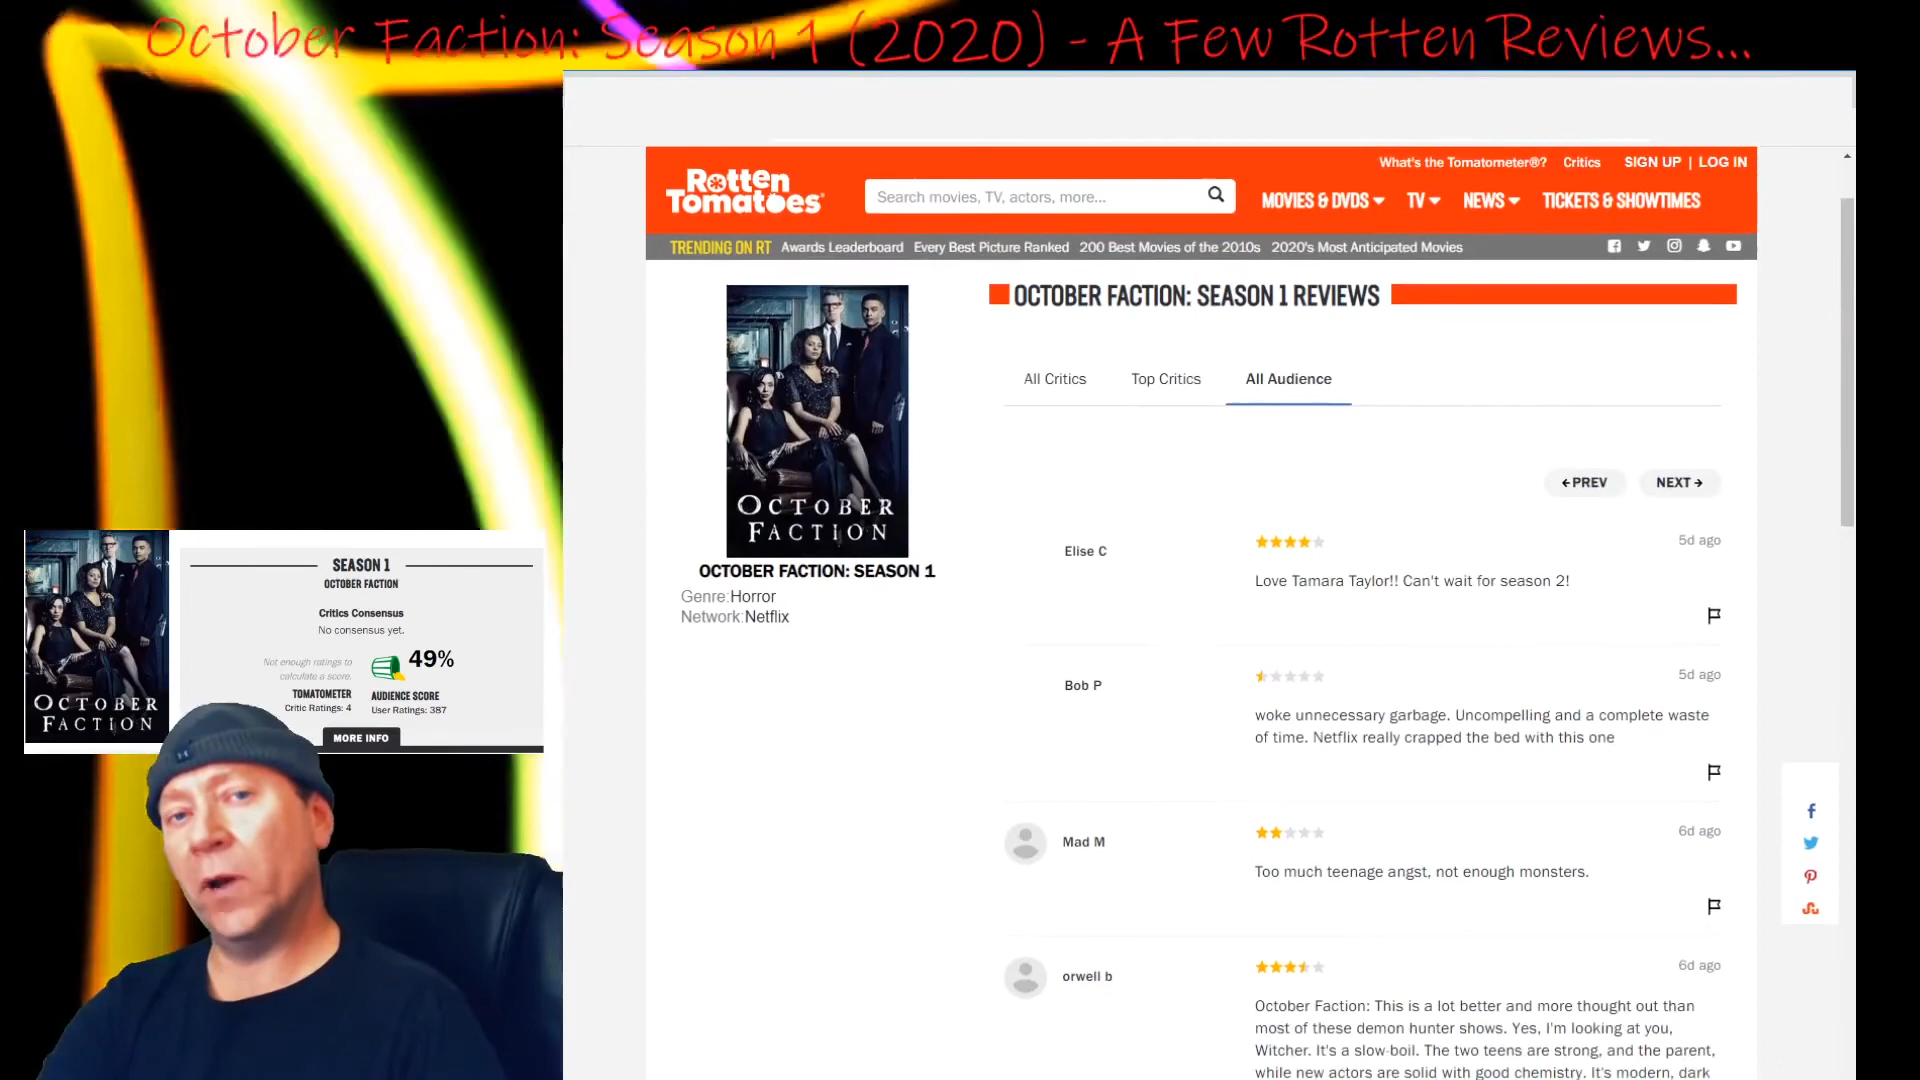 October Faction: Season 1 (2020) - A Few Rotten Reviews...
What's the Tomatometer®? Critics SIGN UP | LOG IN
Rotten
Tomatoes
Search movies, TV, actors, more...
MOVIES & DVDS TV NEWS TICKETS & SHOWTIMES
TRENDING ON RT Awards Leaderboard Every Best Picture Ranked 200 Best Movies of the 2010s 2020's Most Anticipated Movies
OCTOBER FACTION: SEASON 1 REVIEWS
OCTOBER
FACTION
OCTOBER FACTION: SEASON 1
Genre:Horror
Network:Netflix
All Critics Top Critics All Audience
PREV NEXT
Elise C
5d ago
Love Tamara Taylor!! Can't wait for season 2!
Bob P
5d ago
woke unnecessary garbage. Uncompelling and a complete waste
of time. Netflix really crapped the bed with this one
Mad M
6d ago
Too much teenage angst, not enough monsters.
orwell b
6d ago
October Faction: This is a lot better and more thought out than
most of these demon hunter shows. Yes, I'm looking at you,
Witcher. It's a slow-boil. The two teens are strong, and the parent,
while new actors are solid with good chemistry. It's modern, dark
OCTOBER
FACTION
SEASON 1
OCTOBER FACTION
Critics Consensus
No consensus yet.
Not enough ratings to
calculate a score.
TOMATOMETER
Critic Ratings: 4
49%
AUDIENCE SCORE
User Ratings: 387
MORE INFO